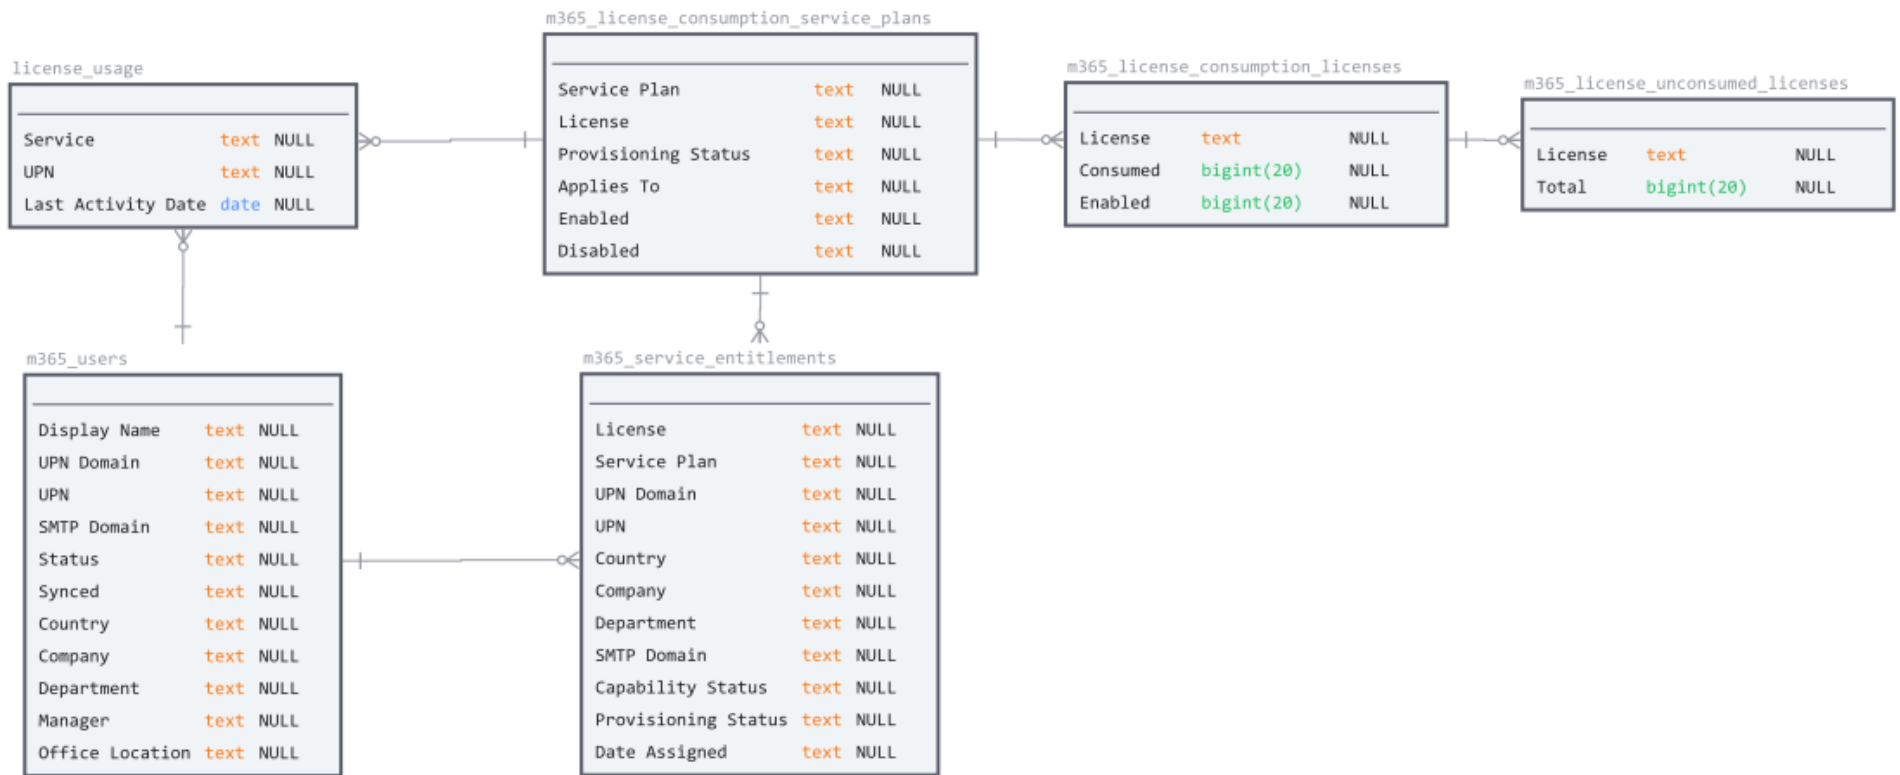 m365_license_consumption_service_plans
Service Plan text NULL
License text NULL
Provisioning Status text NULL
Applies To text NULL
Enabled text NULL
Disabled text NULL
license_usage
Service text NULL
UPN text NULL
Last Activity Date date NULL
m365_license_consumption_licenses
License text NULL
Consumed bigint(20) NULL
Enabled bigint(20) NULL
m365_license_unconsumed_licenses
License text NULL
Total bigint(20) NULL
m365_users
Display Name text NULL
UPN Domain text NULL
UPN text NULL
SMTP Domain text NULL
Status text NULL
Synced text NULL
Country text NULL
Company text NULL
Department text NULL
Manager text NULL
Office Location text NULL
m365_service_entitlements
License text NULL
Service Plan text NULL
UPN Domain text NULL
UPN text NULL
Country text NULL
Company text NULL
Department text NULL
SMTP Domain text NULL
Capability Status text NULL
Provisioning Status text NULL
Date Assigned text NULL